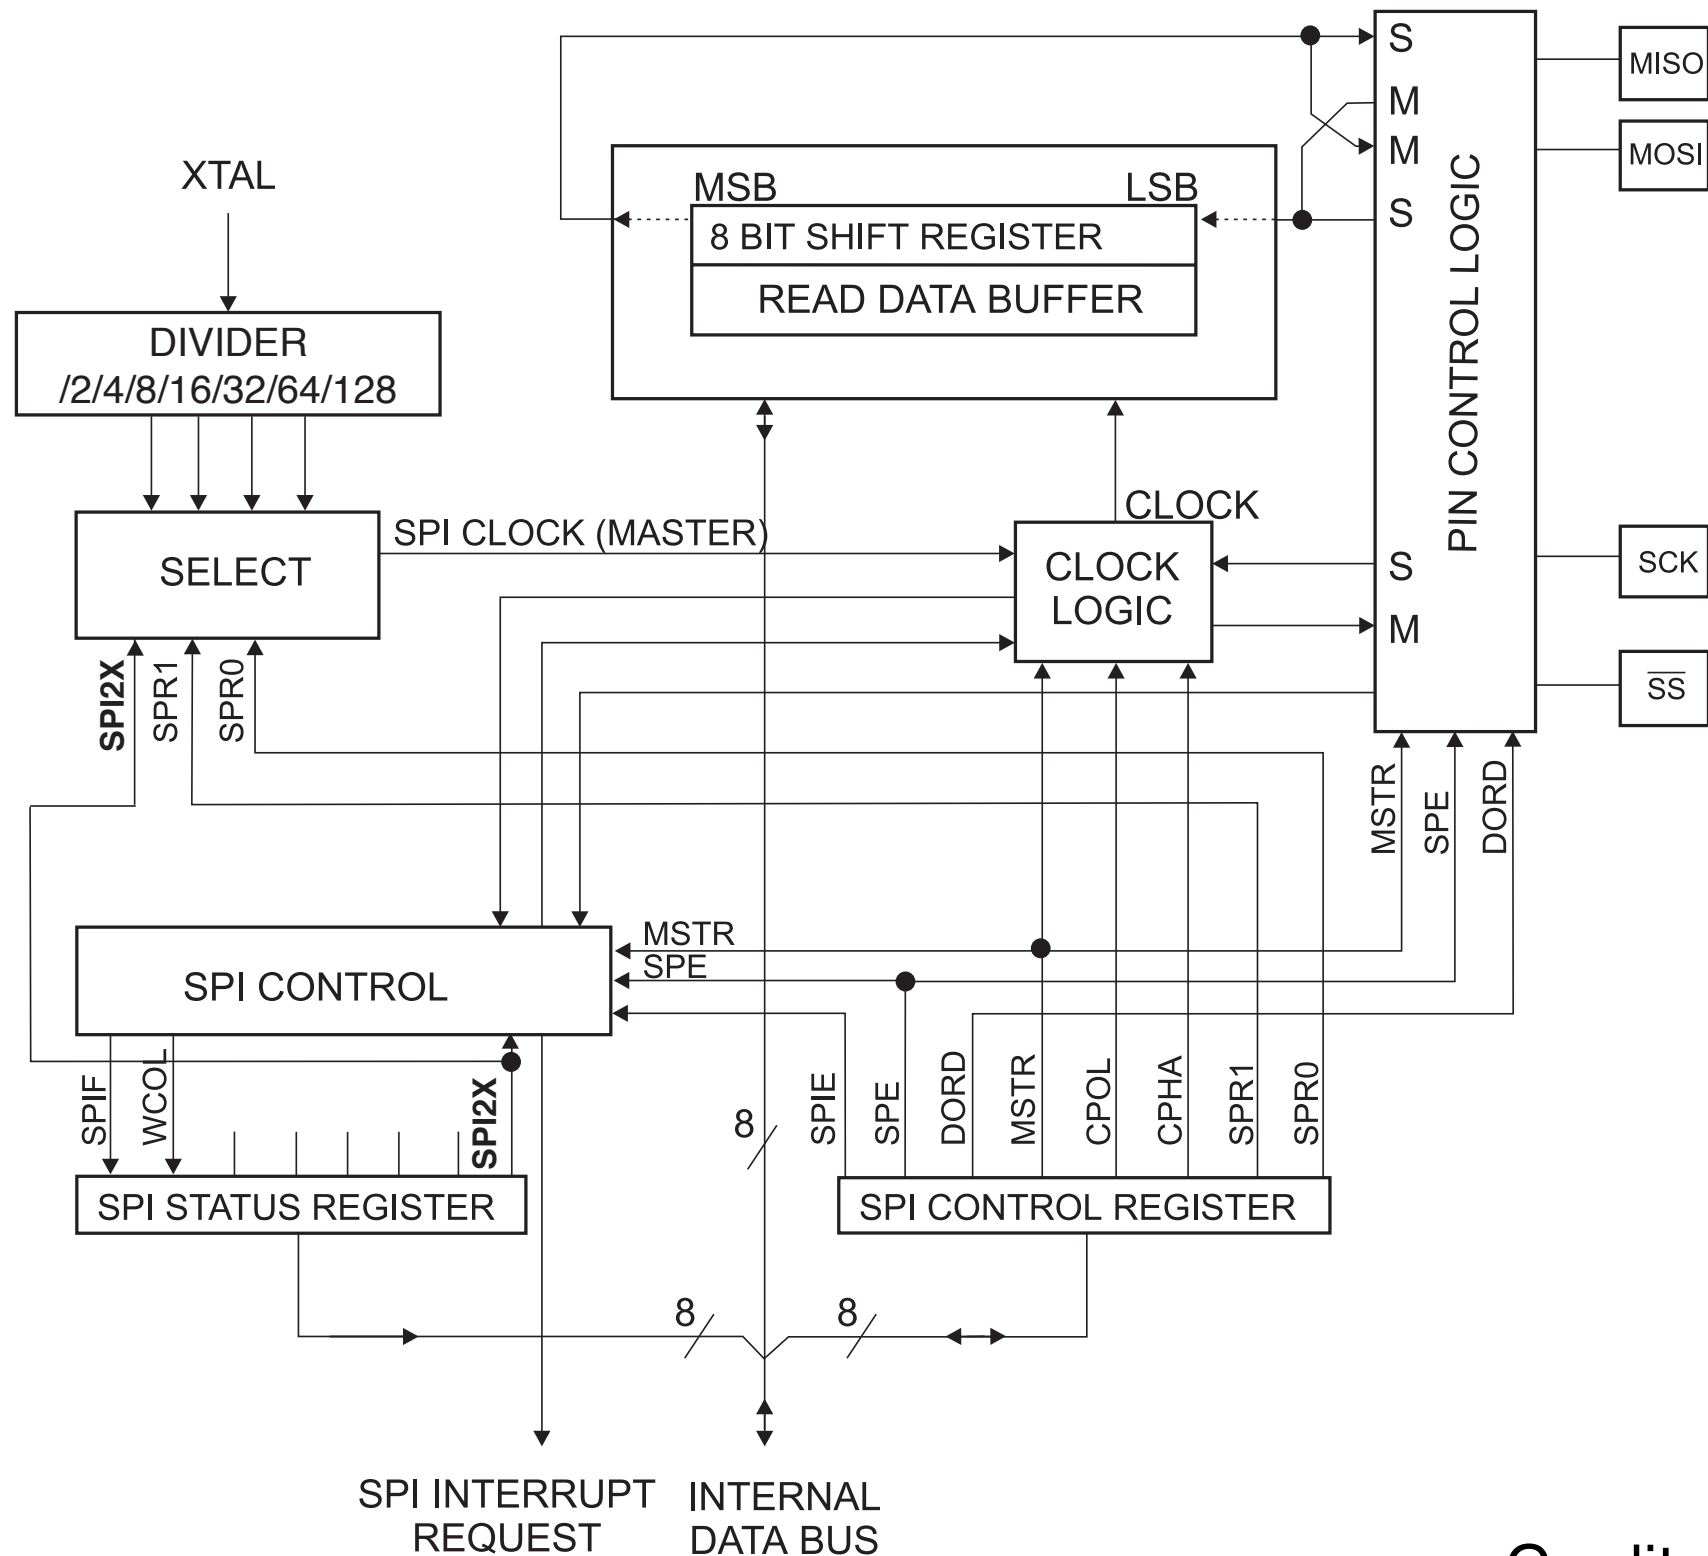 S
MISO
M
MOSI
M
XTAL
MSB
LSB
S
8 BIT SHIFT REGISTER
READ DATA BUFFER
PIN CONTROL LOGIC
DIVIDER
/2/4/8/16/32/64/128
CLOCK
SPI CLOCK (MASTER)
SELECT
CLOCK
LOGIC
S
SCK
M
SPI2X
SPR1
SPR0
SS
MSTR
SPE
DORD
MSTR
SPE
SPI CONTROL
SPIF
WCOL
SPI2X
8
SPIE
SPE
DORD
MSTR
CPOL
CPHA
SPR1
SPR0
SPI STATUS REGISTER
SPI CONTROL REGISTER
8
8
SPI INTERRUPT
REQUEST
INTERNAL
DATA BUS